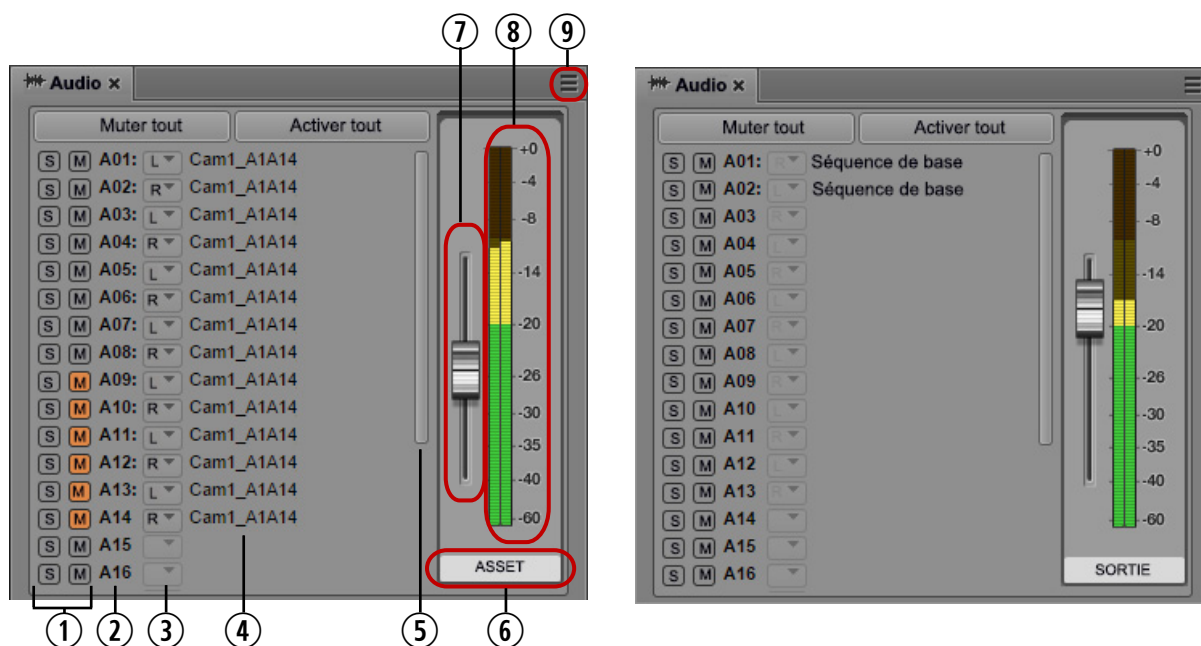 7 8 9
Audio ×
Muter tout Activer tout
S M A01: L Cam1_A1A14
S M A02: R Cam1_A1A14
S M A03: L Cam1_A1A14
S M A04: R Cam1_A1A14
S M A05: L Cam1_A1A14
S M A06: R Cam1_A1A14
S M A07: L Cam1_A1A14
S M A08: R Cam1_A1A14
S M A09: L Cam1_A1A14
S M A10: R Cam1_A1A14
S M A11: L Cam1_A1A14
S M A12: R Cam1_A1A14
S M A13: L Cam1_A1A14
S M A14 R Cam1_A1A14
S M A15
S M A16
+0
-4
-8
-14
-20
-26
-30
-35
-40
-60
ASSET
1 2 3 4 5 6
Audio ×
Muter tout Activer tout
S M A01: R Séquence de base
S M A02: L Séquence de base
S M A03 R
S M A04 L
S M A05 R
S M A06 L
S M A07 R
S M A08 L
S M A09 R
S M A10 L
S M A11 R
S M A12 L
S M A13 R
S M A14
S M A15
S M A16
+0
-4
-8
-14
-20
-26
-30
-35
-40
-60
SORTIE